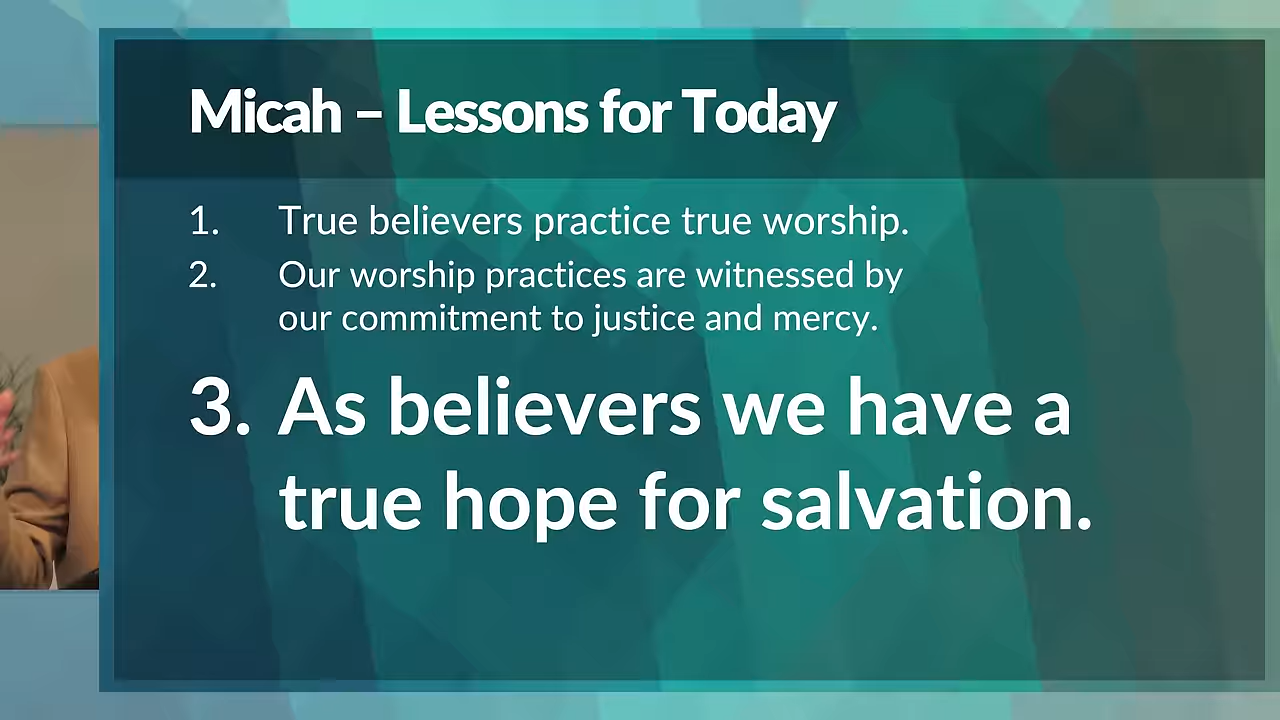 Micah – Lessons for Today
1. True believers practice true worship.
2. Our worship practices are witnessed by
our commitment to justice and mercy.
3. As believers we have a
true hope for salvation.